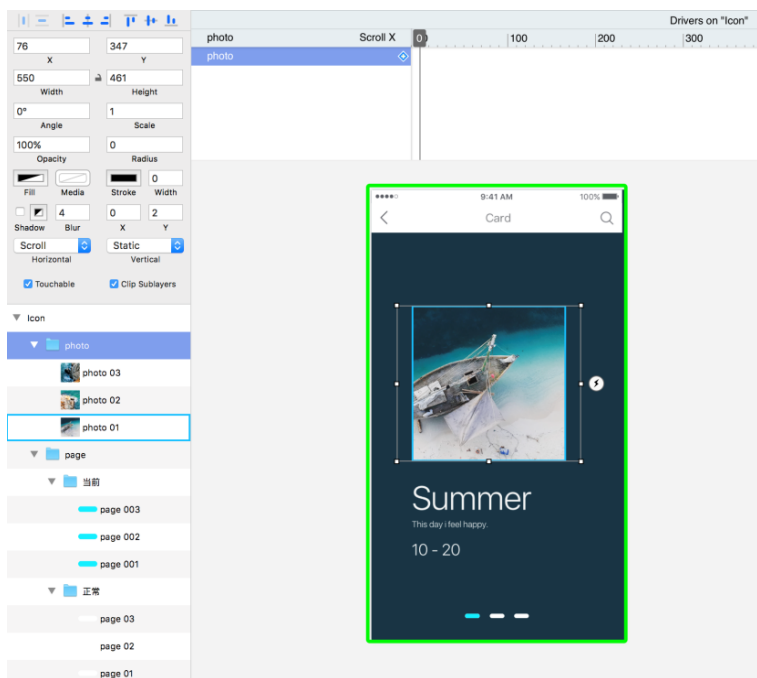 Drivers on "Icon"
photo
Scroll X
0
100
200
300
photo
76
347
X
Y
550
461
Width
Height
0°
1
Angle
Scale
100%
0
Opacity
Radius
0
Fill
Media
Stroke
Width
4
0
2
Shadow
Blur
X
Y
Scroll
Static
Horizontal
Vertical
Touchable
Clip Sublayers
Icon
photo
photo 03
photo 02
photo 01
page
当前
page 003
page 002
page 001
正常
page 03
page 02
page 01
9:41 AM
100%
Card
Summer
This day i feel happy.
10 - 20